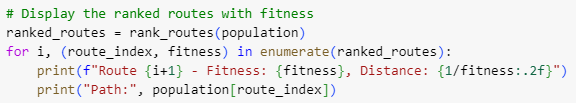 # Display the ranked routes with fitness
ranked_routes = rank_routes(population)
for i, (route_index, fitness) in enumerate(ranked_routes):
    print(f"Route {i+1} - Fitness: {fitness}, Distance: {1/fitness:.2f}")
    print("Path:", population[route_index])